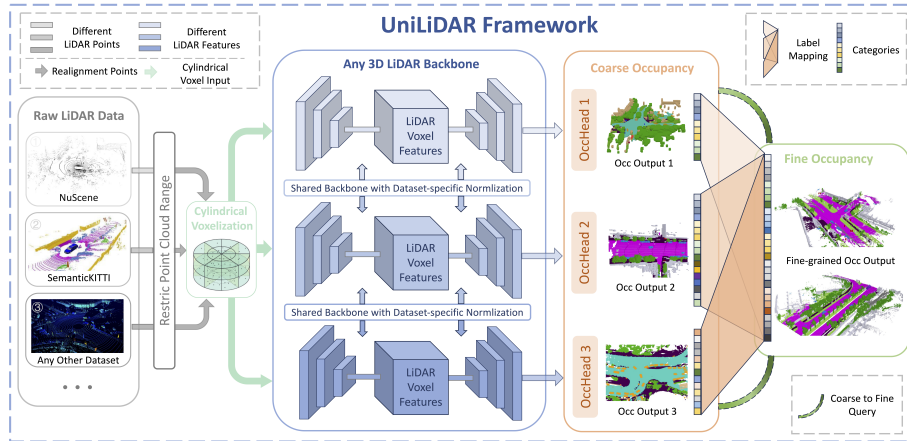 UniLiDAR Framework
Different
LiDAR Points
Different
LiDAR Features
Realignment Points
Cylindrical
Voxel Input
Raw LiDAR Data
①
NuScene
②
SemanticKITTI
③
Any Other Dataset
Restric Point Cloud Range
Cylindrical
Voxelization
Any 3D LiDAR Backbone
LiDAR
Voxel
Features
Shared Backbone with Dataset-specific Normlization
LiDAR
Voxel
Features
Shared Backbone with Dataset-specific Normlization
LiDAR
Voxel
Features
Coarse Occupancy
OccHead 1
Occ Output 1
OccHead 2
Occ Output 2
OccHead 3
Occ Output 3
Label
Mapping
Categories
Fine Occupancy
Fine-grained Occ Output
Coarse to Fine
Query